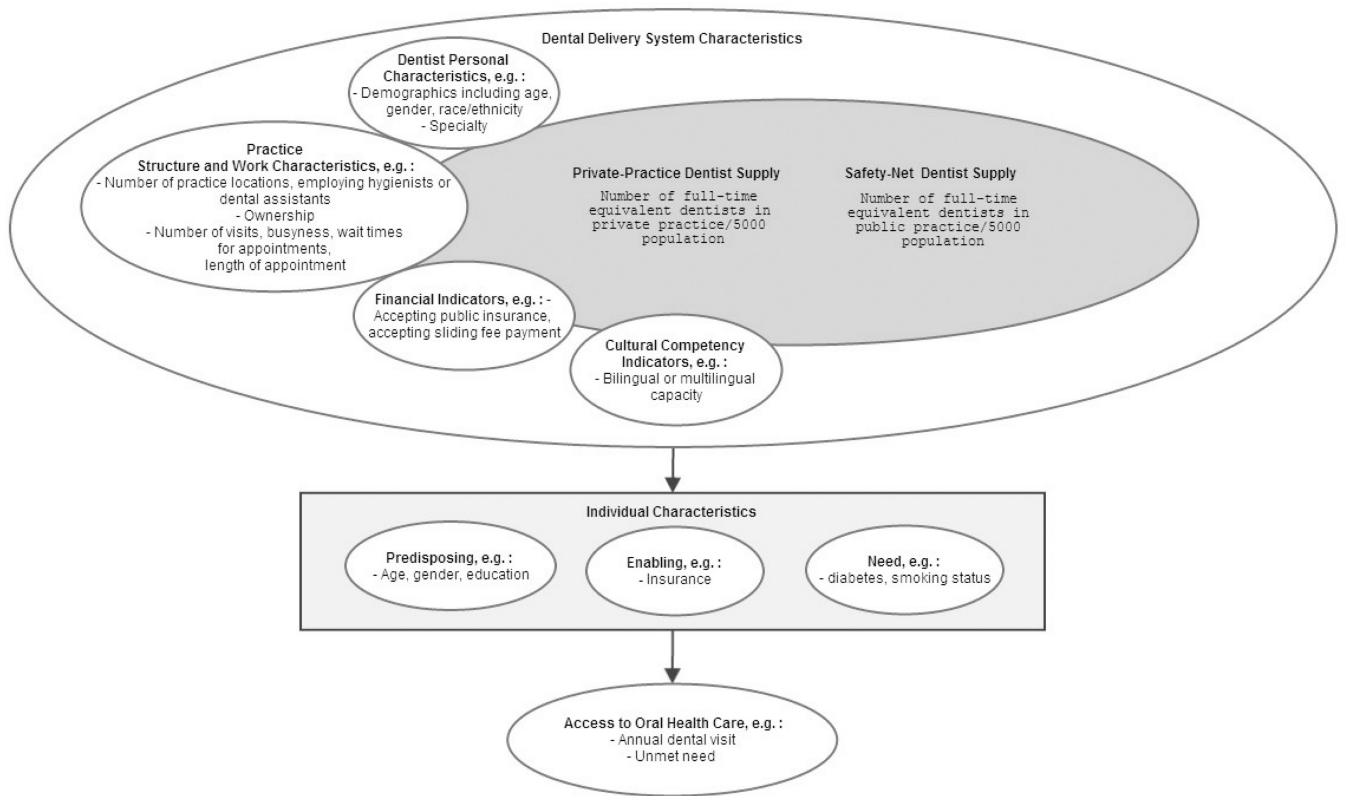 Dental Delivery System Characteristics
Dentist Personal
Characteristics, e.g. :
- Demographics including age,
gender, race/ethnicity
- Specialty
Practice
Structure and Work Characteristics, e.g. :
- Number of practice locations, employing hygienists or
dental assistants
- Ownership
- Number of visits, busyness, wait times
for appointments,
length of appointment
Private-Practice Dentist Supply
Number of full-time
equivalent dentists in
private practice/5000
population
Safety-Net Dentist Supply
Number of full-time
equivalent dentists in
public practice/5000
population
Financial Indicators, e.g. : -
Accepting public insurance,
accepting sliding fee payment
Cultural Competency
Indicators, e.g. :
- Bilingual or multilingual
capacity
Individual Characteristics
Predisposing, e.g. :
- Age, gender, education
Enabling, e.g. :
- Insurance
Need, e.g. :
- diabetes, smoking status
Access to Oral Health Care, e.g. :
- Annual dental visit
- Unmet need